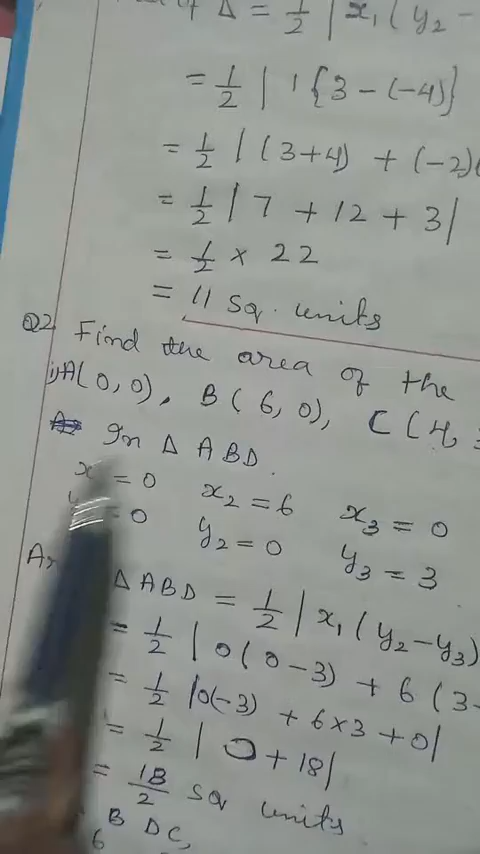 Δ = 1/2 | x₁ ( y₂ -
= 1/2 | 1 { 3 - (-4) }
= 1/2 | (3+4) + (-2)
= 1/2 | 7 + 12 + 3 |
= 1/2 × 22
= 11 sq. units
Q2. Find the area of the
i) A(0,0), B(6,0), C(4,
In Δ ABD.
x = 0 x₂ = 6 x₃ = 0
= 0 y₂ = 0 y₃ = 3
Δ ABD = 1/2 | x₁ (y₂ - y₃)
= 1/2 | 0 (0 - 3) + 6 (3 -
= 1/2 | 0(-3) + 6×3 + 0 |
= 1/2 | 0 + 18 |
= 18/2 sq units
B DC,
6